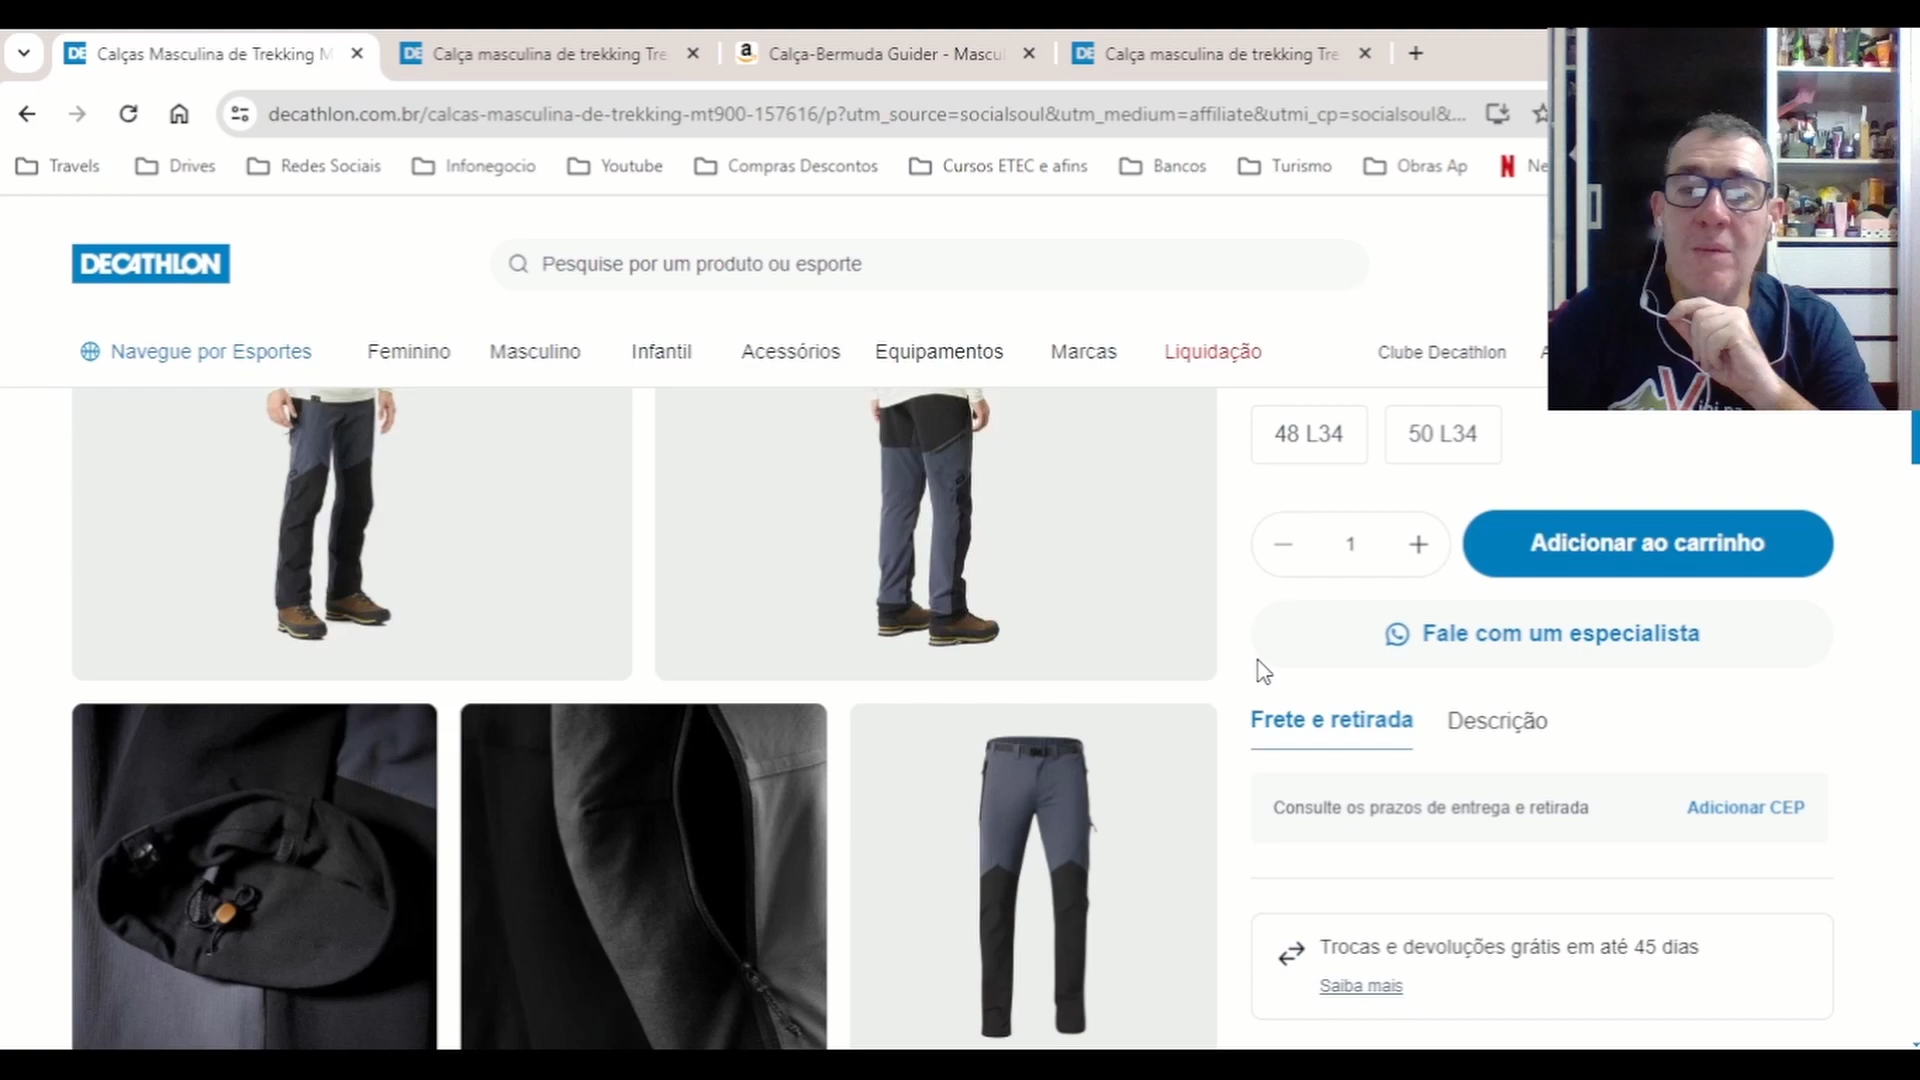 Calças Masculina de Trekking M
Calça masculina de trekking Tre
Calça-Bermuda Guider - Mascu
Calça masculina de trekking Tre
decathlon.com.br/calcas-masculina-de-trekking-mt900-157616/p?utm_source=socialsoul&utm_medium=affiliate&utmi_cp=socialsoul&...
Travels
Drives
Redes Sociais
Infonegocio
Youtube
Compras Descontos
Cursos ETEC e afins
Bancos
Turismo
Obras Ap
Ne
DECATHLON
Pesquise por um produto ou esporte
Navegue por Esportes
Feminino
Masculino
Infantil
Acessórios
Equipamentos
Marcas
Liquidação
Clube Decathlon
48 L34
50 L34
1
Adicionar ao carrinho
Fale com um especialista
Frete e retirada
Descrição
Consulte os prazos de entrega e retirada
Adicionar CEP
Trocas e devoluções grátis em até 45 dias
Saiba mais